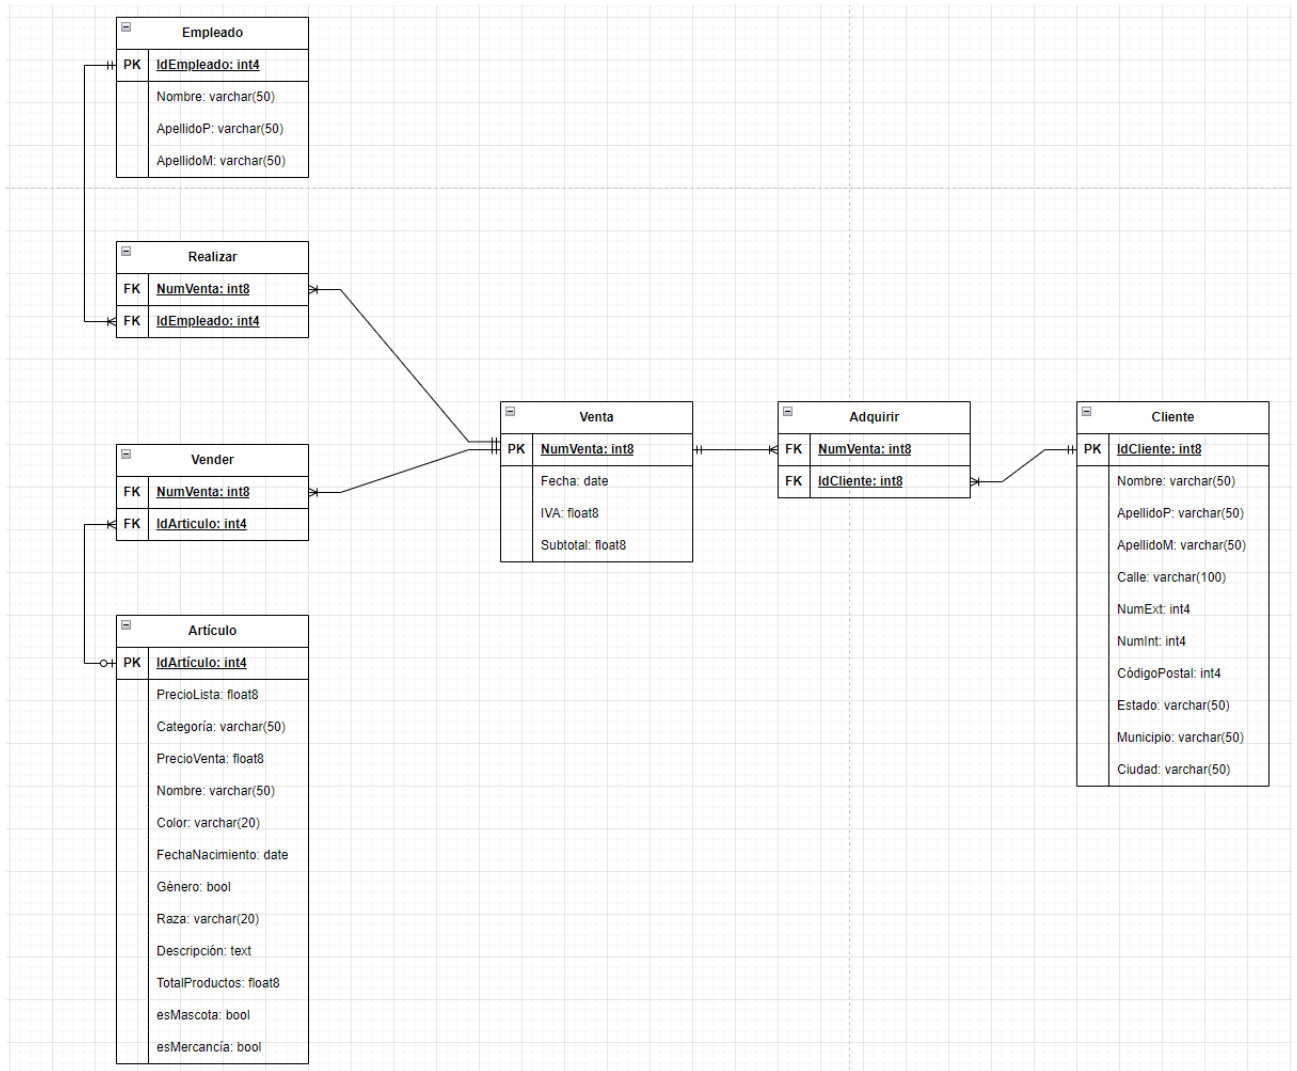 Empleado
PK IdEmpleado: int4
Nombre: varchar(50)
ApellidoP: varchar(50)
ApellidoM: varchar(50)
Realizar
FK NumVenta: int8
FK IdEmpleado: int4
Vender
FK NumVenta: int8
FK IdArticulo: int4
Artículo
PK IdArtículo: int4
PrecioLista: float8
Categoría: varchar(50)
PrecioVenta: float8
Nombre: varchar(50)
Color: varchar(20)
FechaNacimiento: date
Género: bool
Raza: varchar(20)
Descripción: text
TotalProductos: float8
esMascota: bool
esMercancía: bool
Venta
PK NumVenta: int8
Fecha: date
IVA: float8
Subtotal: float8
Adquirir
FK NumVenta: int8
FK IdCliente: int8
Cliente
PK IdCliente: int8
Nombre: varchar(50)
ApellidoP: varchar(50)
ApellidoM: varchar(50)
Calle: varchar(100)
NumExt: int4
NumInt: int4
CódigoPostal: int4
Estado: varchar(50)
Municipio: varchar(50)
Ciudad: varchar(50)